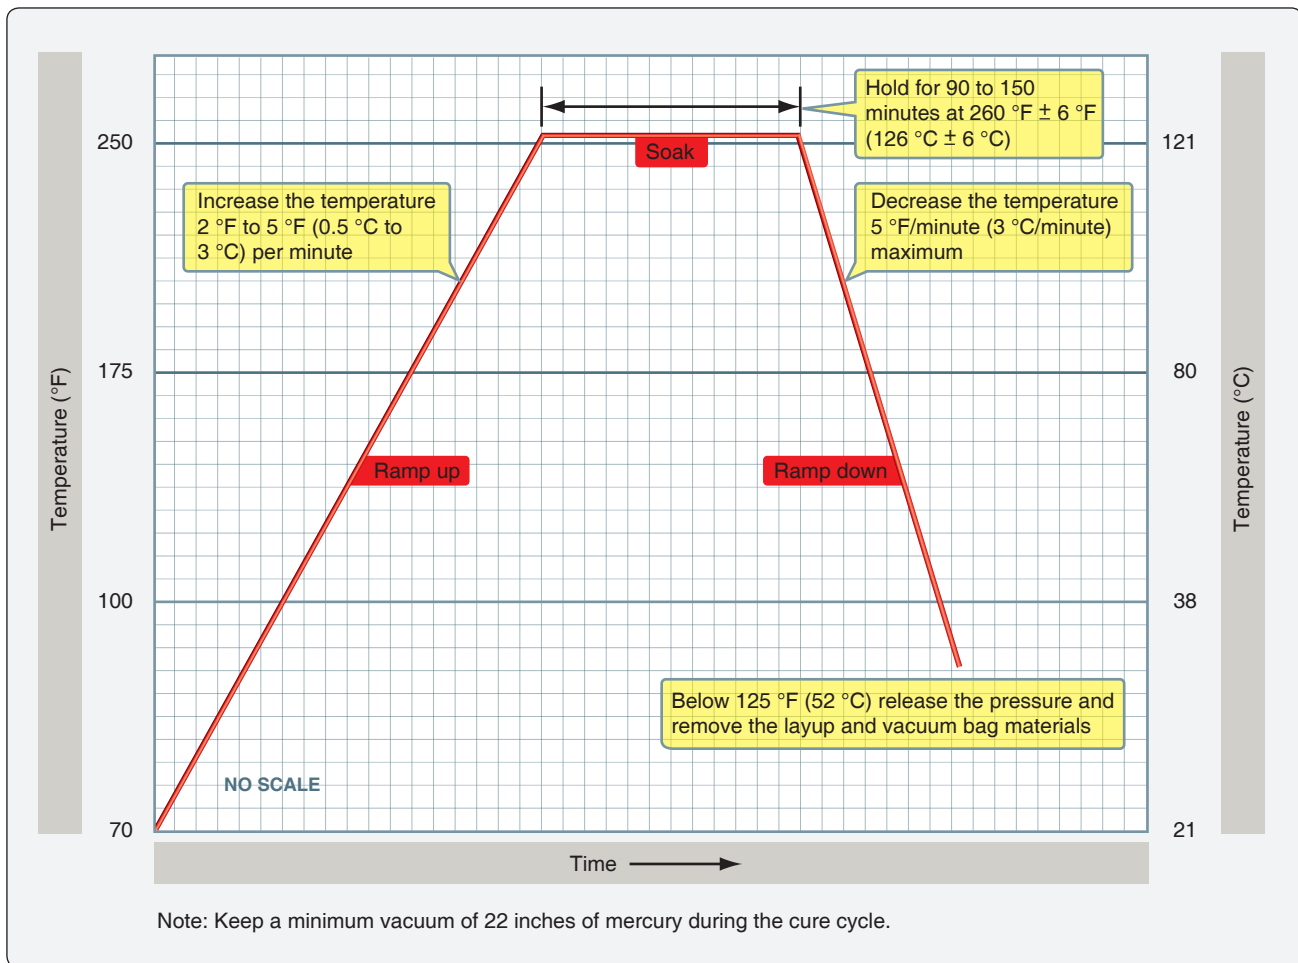 Temperature (°F)
250
175
100
70
Increase the temperature
2 °F to 5 °F (0.5 °C to
3 °C) per minute
Ramp up
Soak
Hold for 90 to 150
minutes at 260 °F ± 6 °F
(126 °C ± 6 °C)
Decrease the temperature
5 °F/minute (3 °C/minute)
maximum
Ramp down
Below 125 °F (52 °C) release the pressure and
remove the layup and vacuum bag materials
NO SCALE
121
80
38
21
Temperature (°C)
Time
Note: Keep a minimum vacuum of 22 inches of mercury during the cure cycle.